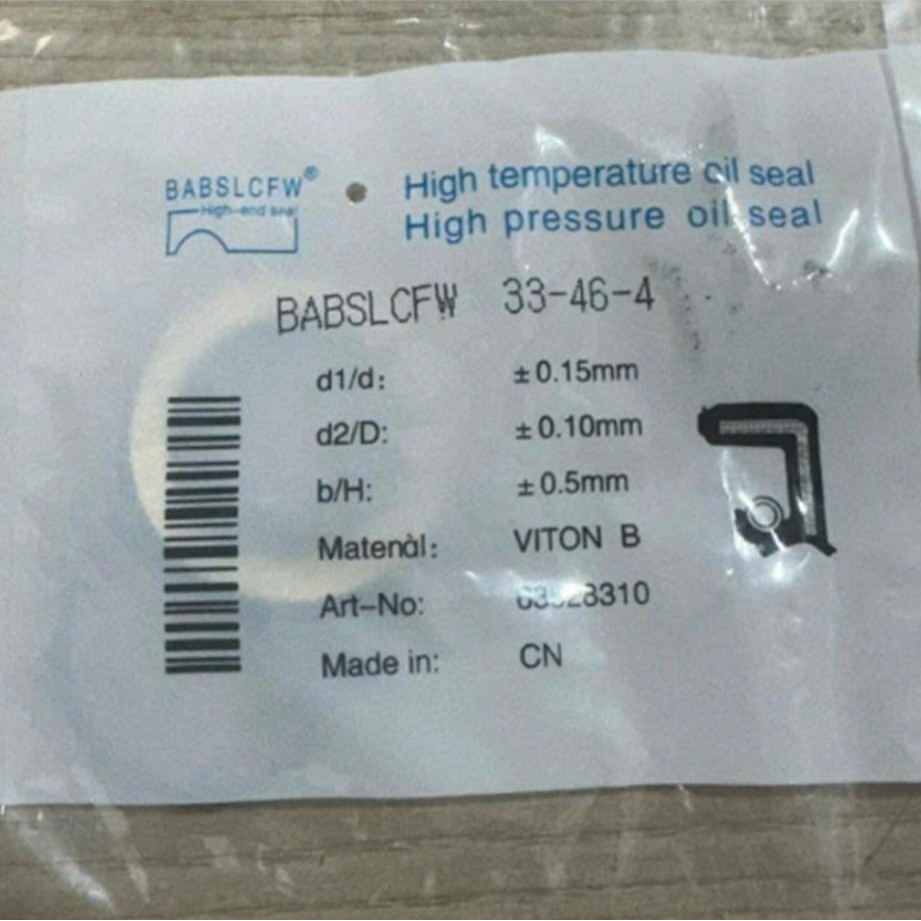 BABSLCFW®
High-end seal
High temperature oil seal
High pressure oil seal
BABSLCFW 33-46-4
d1/d: ±0.15mm
d2/D: ±0.10mm
b/H: ±0.5mm
Material: VITON B
Art-No:
Made in: CN